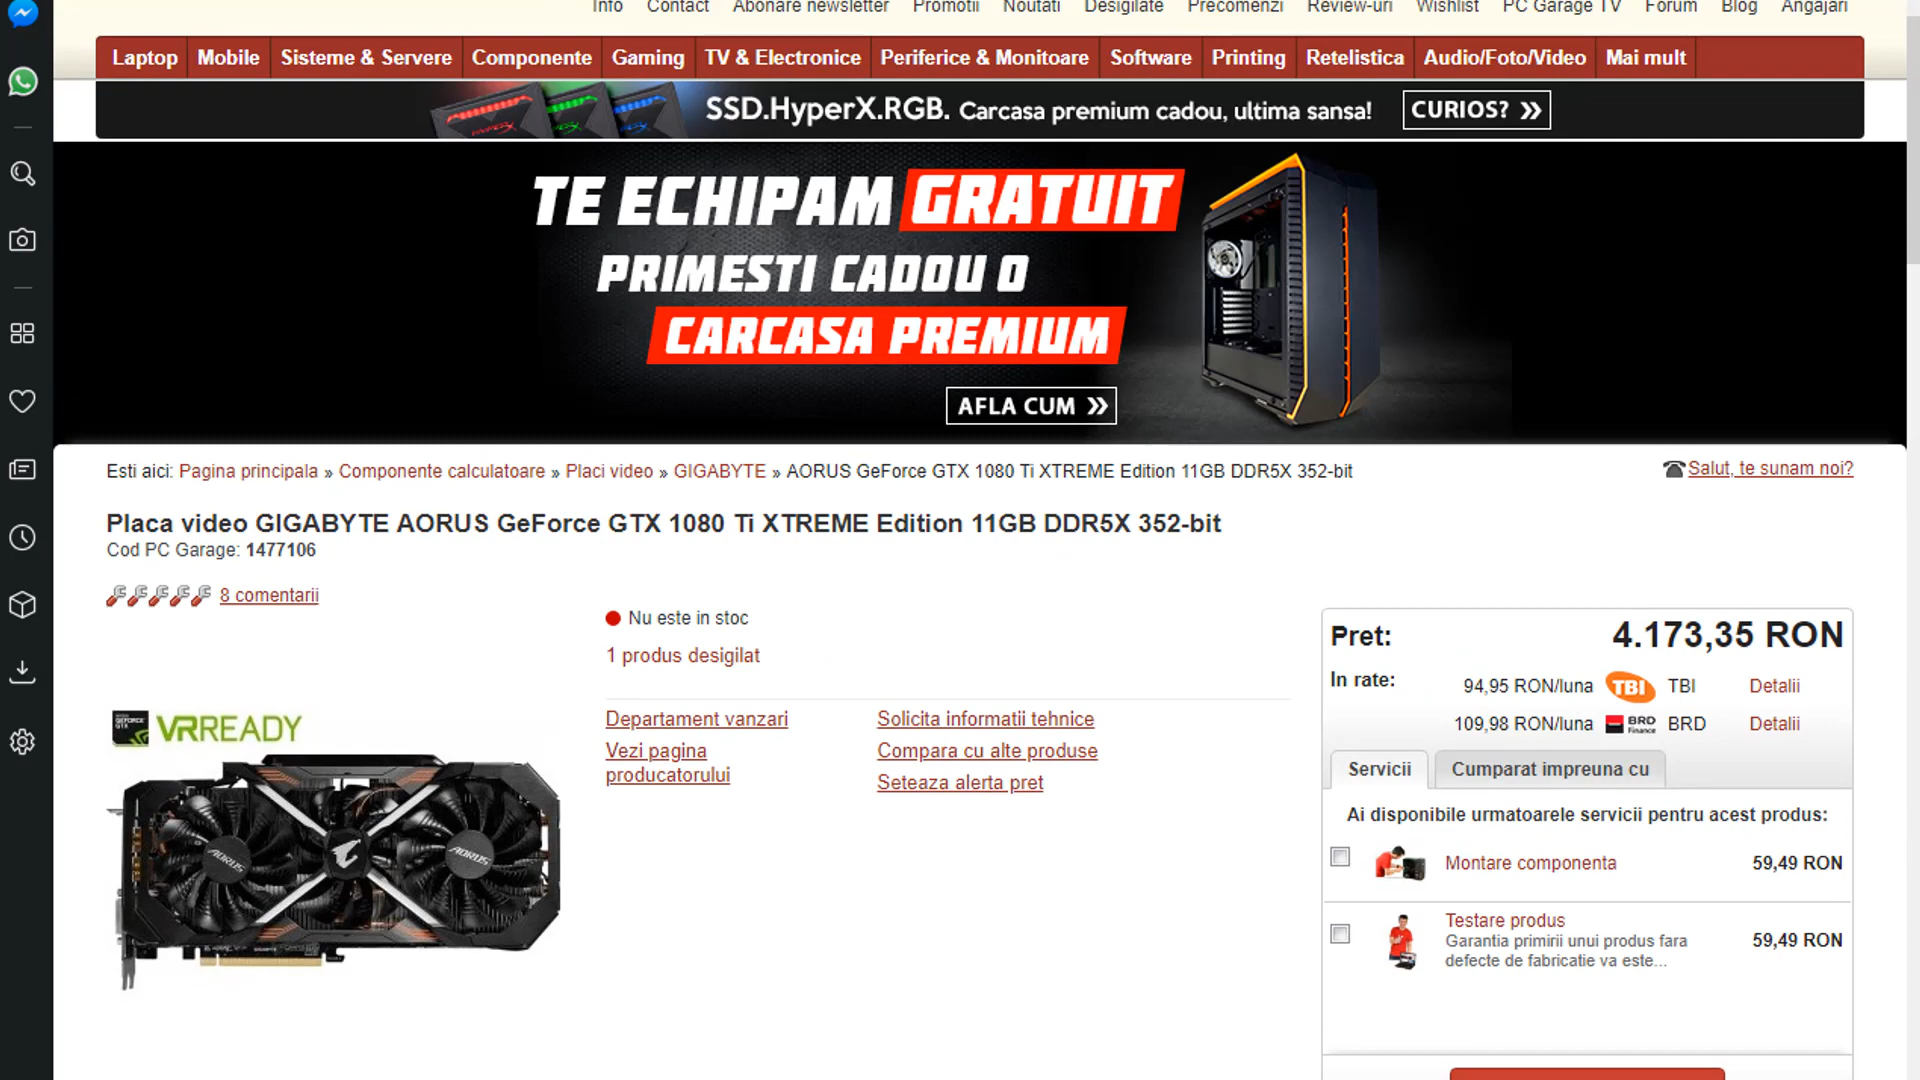 Info Contact Abonare newsletter Promotii Noutati Desigilate Precomenzi Review-uri Wishlist PC Garage TV Forum Blog Angajari
Laptop Mobile Sisteme & Servere Componente Gaming TV & Electronice Periferice & Monitoare Software Printing Retelistica Audio/Foto/Video Mai mult
SSD.HyperX.RGB. Carcasa premium cadou, ultima sansa! CURIOS? »
TE ECHIPAM GRATUIT
PRIMESTI CADOU O
CARCASA PREMIUM
AFLA CUM »
Esti aici: Pagina principala » Componente calculatoare » Placi video » GIGABYTE » AORUS GeForce GTX 1080 Ti XTREME Edition 11GB DDR5X 352-bit
Salut, te sunam noi?
Placa video GIGABYTE AORUS GeForce GTX 1080 Ti XTREME Edition 11GB DDR5X 352-bit
Cod PC Garage: 1477106
8 comentarii
Nu este in stoc
1 produs desigilat
Departament vanzari
Vezi pagina
producatorului
Solicita informatii tehnice
Compara cu alte produse
Seteaza alerta pret
GEFORCE
GTX
VRREADY
AORUS
AORUS
Pret: 4.173,35 RON
In rate: 94,95 RON/luna TBI TBI Detalii
109,98 RON/luna BRD Finance BRD Detalii
Servicii Cumparat impreuna cu
Ai disponibile urmatoarele servicii pentru acest produs:
Montare componenta 59,49 RON
Testare produs
Garantia primirii unui produs fara
defecte de fabricatie va este...
59,49 RON